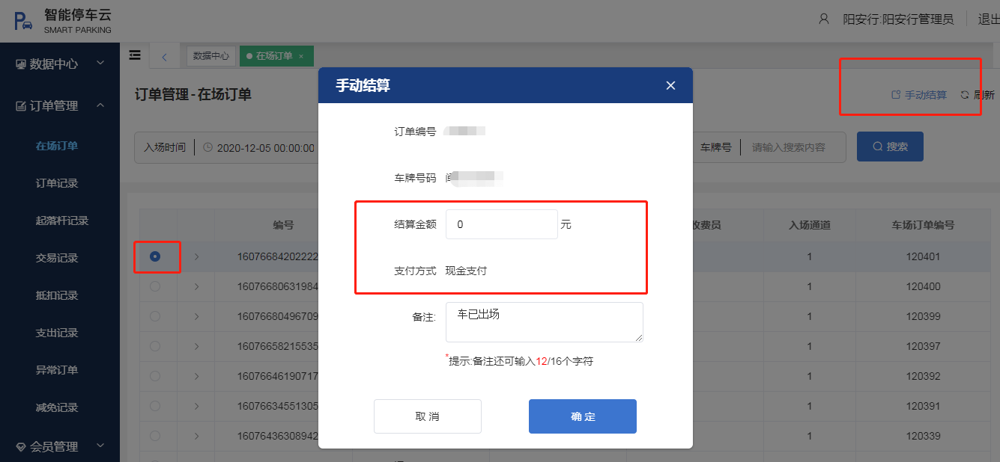 智能停车云
SMART PARKING
阳安行:阳安行管理员
退出
数据中心
订单管理
在场订单
订单记录
起落杆记录
交易记录
抵扣记录
支出记录
异常订单
减免记录
会员管理
数据中心
在场订单 ×
订单管理-在场订单
手动结算
刷新
入场时间
2020-12-05 00:00:00
车牌号
请输入搜索内容
搜索
编号
收费员
入场通道
车场订单编号
16076684202222
1
120401
16076680631984
1
120400
16076680496709
1
120399
16076658215535
1
120397
16076646190717
1
120392
16076634551305
1
120391
16076436308942
1
120339
手动结算
订单编号
车牌号码
结算金额
0
元
支付方式
现金支付
备注:
车已出场
*提示:备注还可输入12/16个字符
取 消
确 定